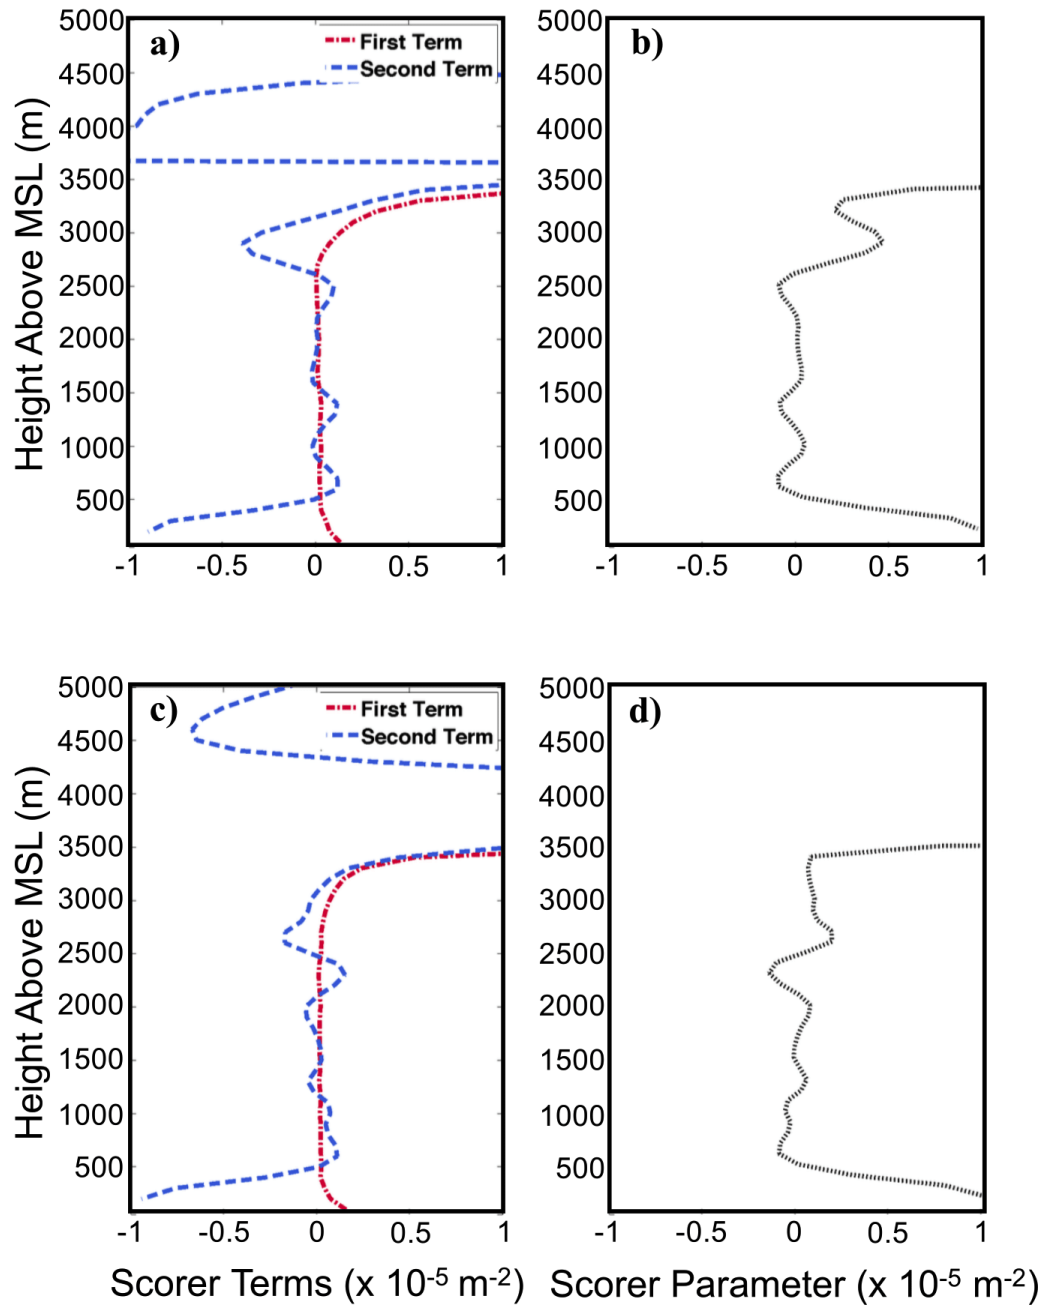 a)
First Term
Second Term
5000
4500
4000
3500
3000
2500
2000
1500
1000
500
-1 -0.5 0 0.5 1
Height Above MSL (m)
b)
5000
4500
4000
3500
3000
2500
2000
1500
1000
500
-1 -0.5 0 0.5 1
c)
First Term
Second Term
5000
4500
4000
3500
3000
2500
2000
1500
1000
500
-1 -0.5 0 0.5 1
Height Above MSL (m)
Scorer Terms (x 10-5 m-2)
d)
5000
4500
4000
3500
3000
2500
2000
1500
1000
500
-1 -0.5 0 0.5 1
Scorer Parameter (x 10-5 m-2)